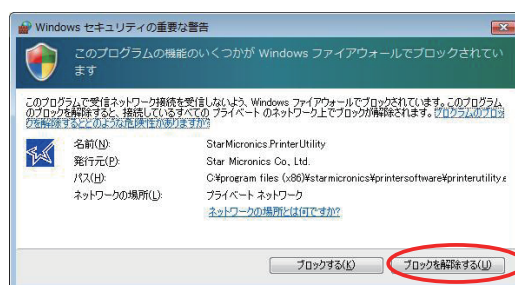 Windows セキュリティの重要な警告
このプログラムの機能のいくつかが Windows ファイアウォールでブロックされてい
ます
このプログラムで受信ネットワーク接続を受信しないよう、Windows ファイアウォールでブロックされています。このプログラム
のブロックを解除すると、接続しているすべての プライベート のネットワーク上でブロックが解除されます。プログラムのブロッ
クを解除するとどのような危険性がありますか?
名前(N): StarMicronics.PrinterUtility
発行元(P): Star Micronics Co., Ltd.
パス(H): C:¥program files (x86)¥starmicronics¥printersoftware¥printerutility.e
ネットワークの場所(L): プライベート ネットワーク
ネットワークの場所とは何ですか?
ブロックする(K) ブロックを解除する(U)